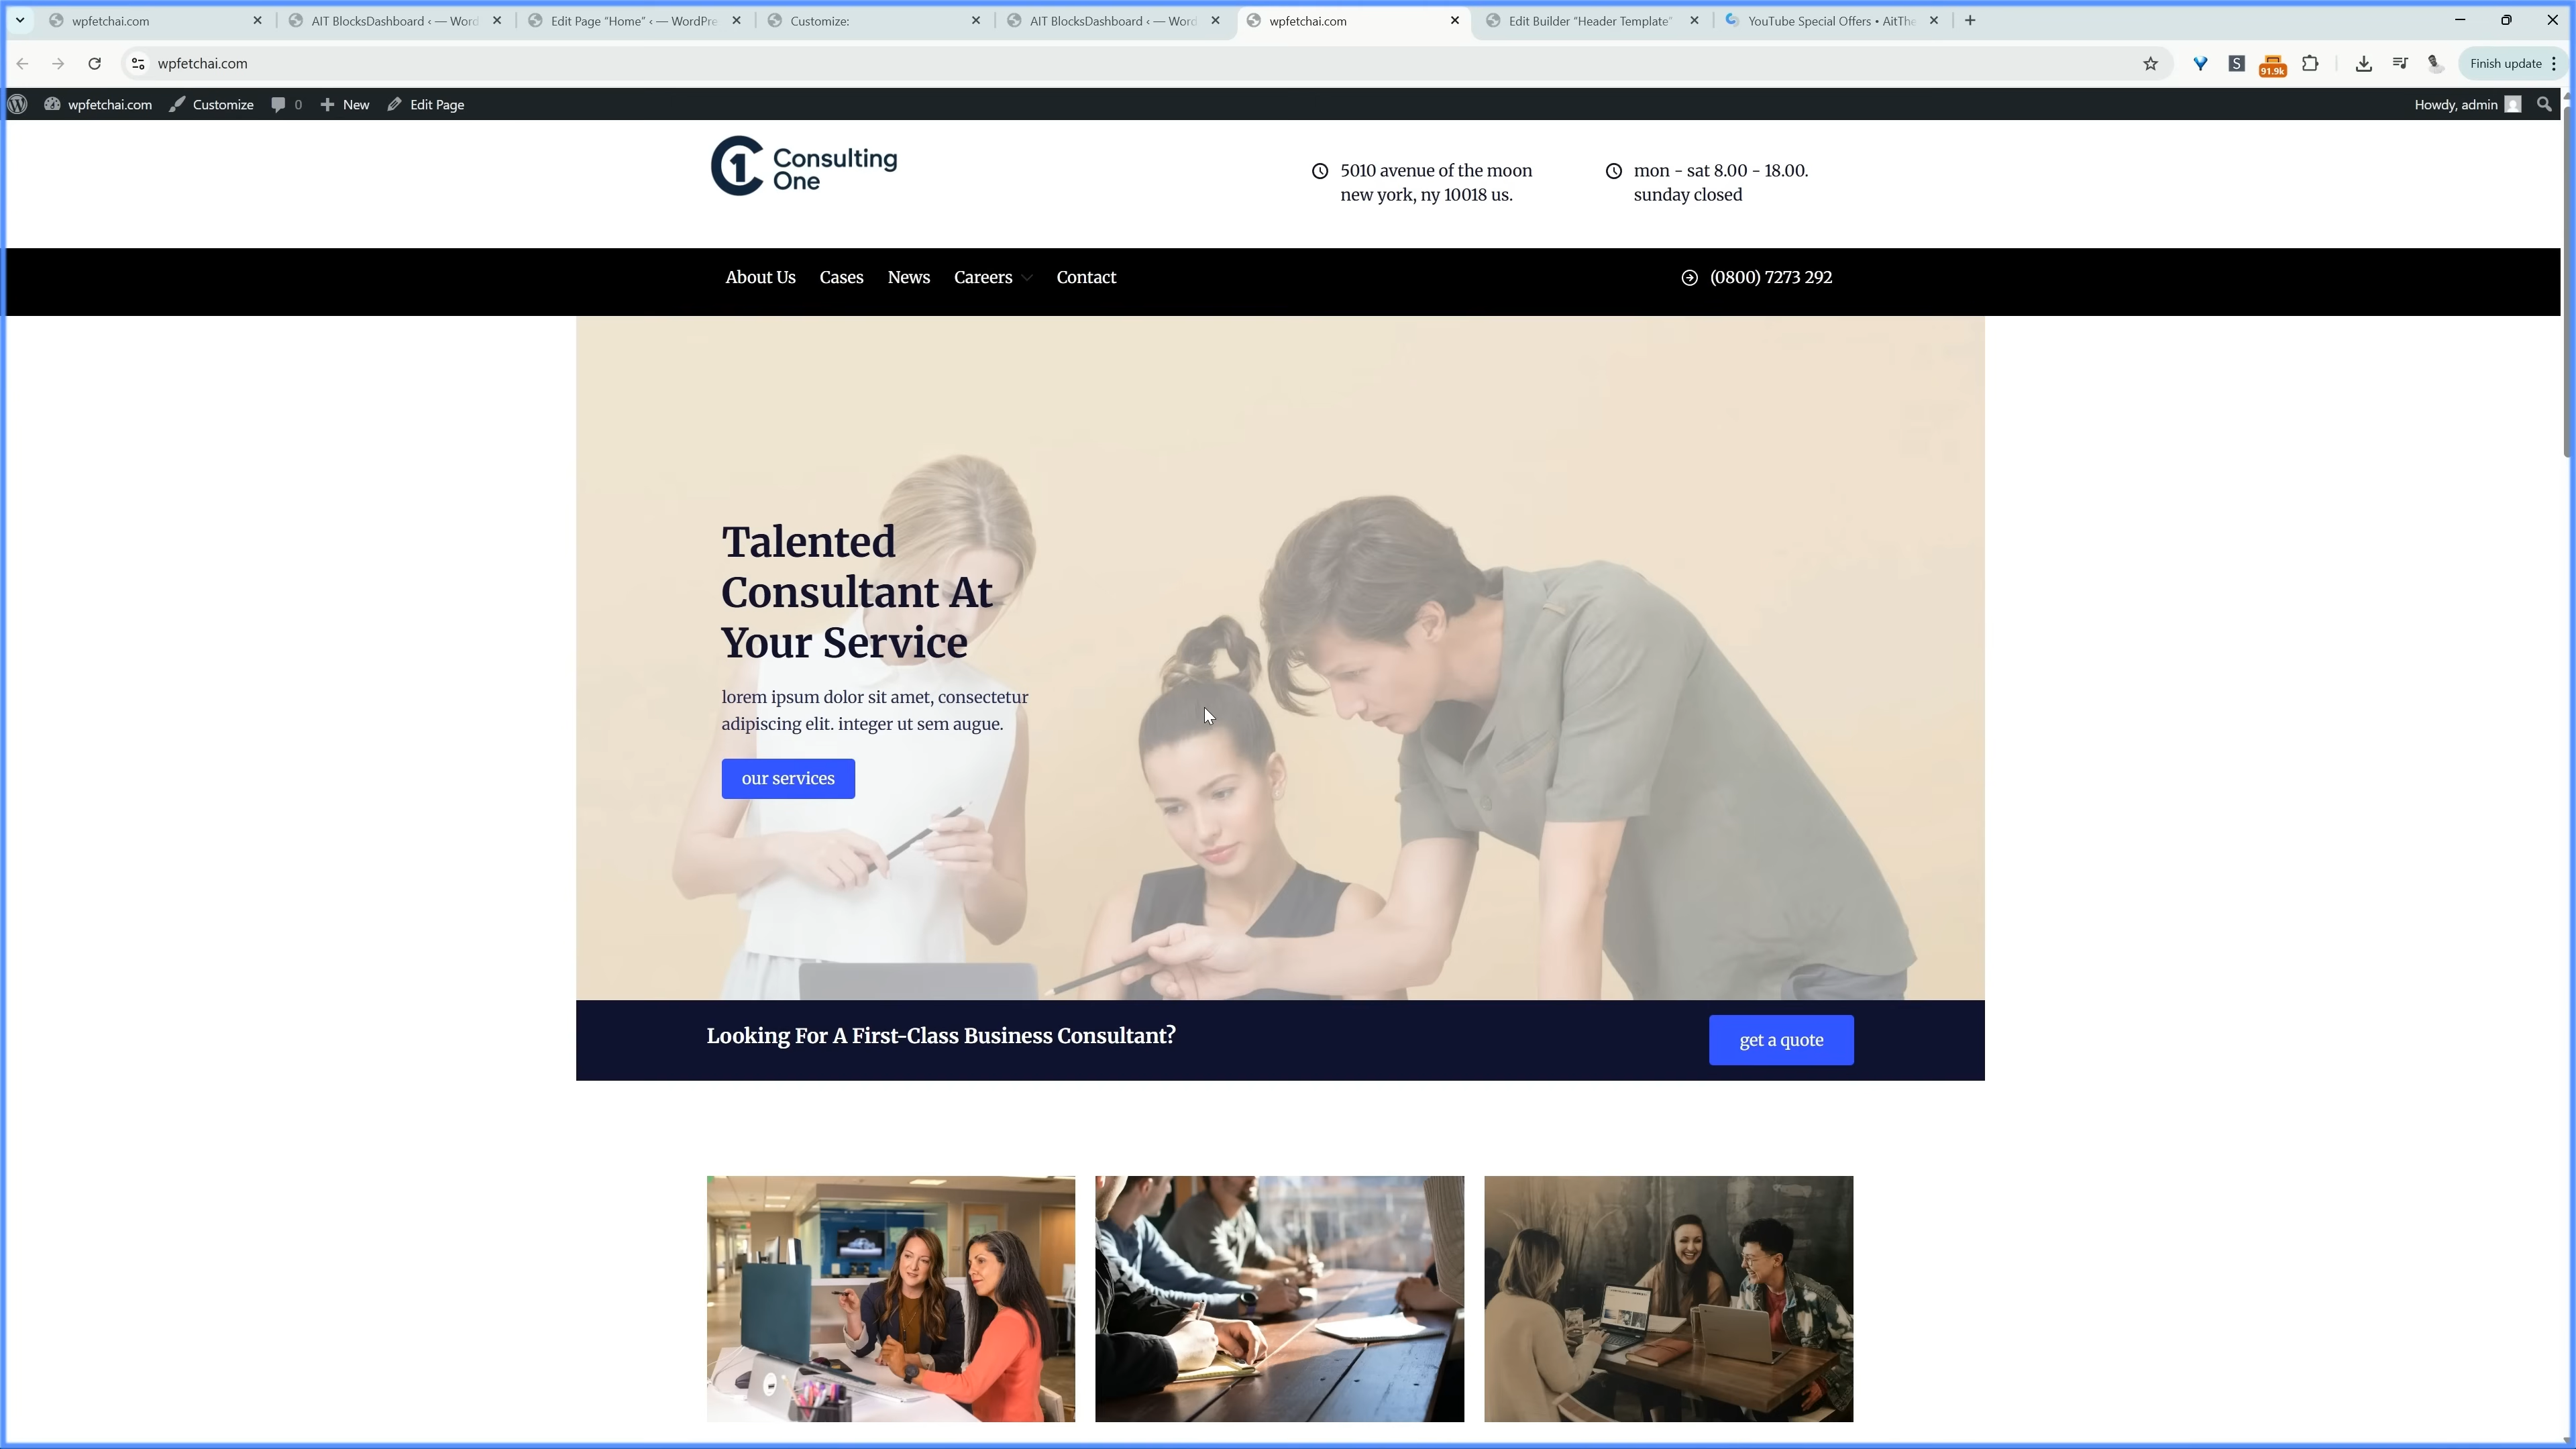 wpfetchai.com
AIT BlocksDashboard ‹ — Word
Edit Page “Home” ‹ — WordPre
Customize:
AIT BlocksDashboard ‹ — Word
wpfetchai.com
Edit Builder “Header Template”
YouTube Special Offers • AitThe
wpfetchai.com
S
91.9k
Finish update
wpfetchai.com
Customize
0
New
Edit Page
Howdy, admin
C1 Consulting
One
5010 avenue of the moon
new york, ny 10018 us.
mon - sat 8.00 - 18.00.
sunday closed
About Us
Cases
News
Careers
Contact
(0800) 7273 292
Talented
Consultant At
Your Service
lorem ipsum dolor sit amet, consectetur
adipiscing elit. integer ut sem augue.
our services
Looking For A First-Class Business Consultant?
get a quote